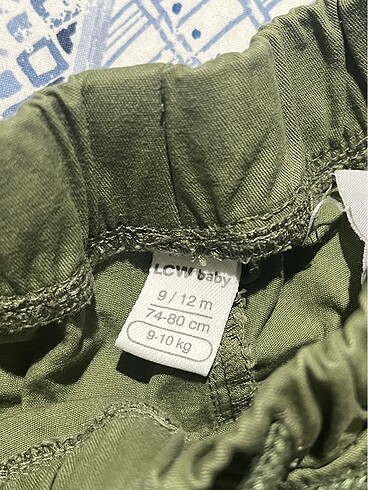 LCW baby
9 / 12 m
74-80 cm
9-10 kg